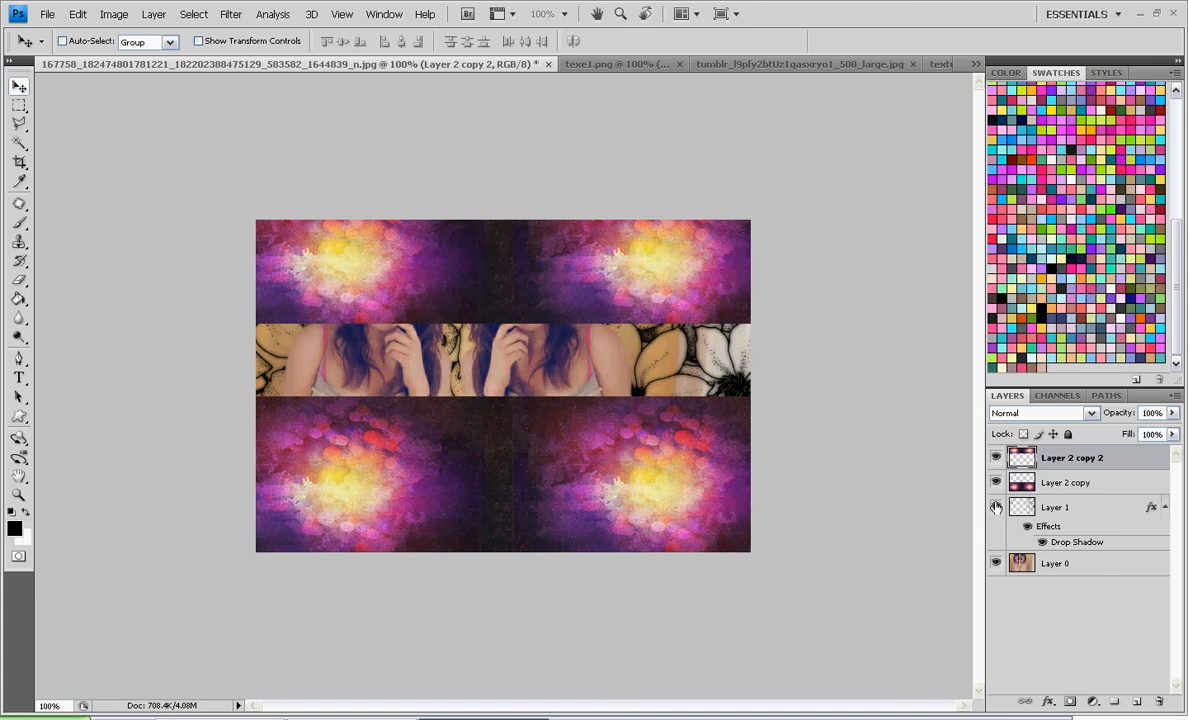 Ps File Edit Image Layer Select Filter Analysis 3D View Window Help Br 100% ESSENTIALS
Auto-Select: Group Show Transform Controls
167758_182474801781221_182202388475129_583582_1644839_n.jpg @ 100% (Layer 2 copy 2, RGB/8) * texe1.png @ 100% (... tumblr_l9pfy2btUz1qasxryo1_500_large.jpg
COLOR SWATCHES STYLES
LAYERS CHANNELS PATHS
Normal Opacity: 100%
Lock: Fill: 100%
Layer 2 copy 2
Layer 2 copy
Layer 1 fx
Effects
Drop Shadow
Layer 0
100% Doc: 708.4K/4.08M